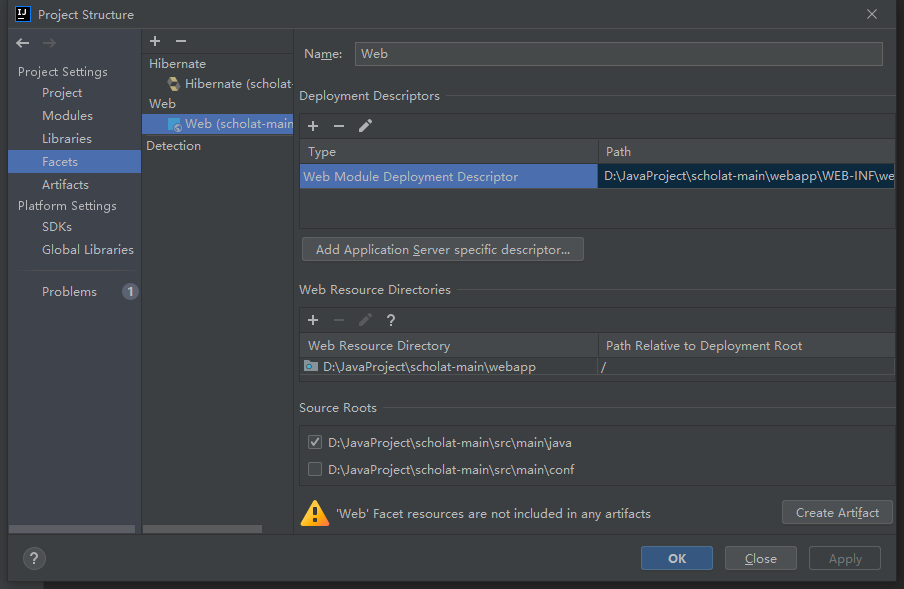 Project Structure
Project Settings
Project
Modules
Libraries
Facets
Artifacts
Platform Settings
SDKs
Global Libraries
Problems 1
Hibernate
Hibernate (scholat-
Web
Web (scholat-main
Detection
Name: Web
Deployment Descriptors
Type Path
Web Module Deployment Descriptor D:\JavaProject\scholat-main\webapp\WEB-INF\we
Add Application Server specific descriptor...
Web Resource Directories
?
Web Resource Directory Path Relative to Deployment Root
D:\JavaProject\scholat-main\webapp /
Source Roots
D:\JavaProject\scholat-main\src\main\java
D:\JavaProject\scholat-main\src\main\conf
'Web' Facet resources are not included in any artifacts Create Artifact
? OK Close Apply